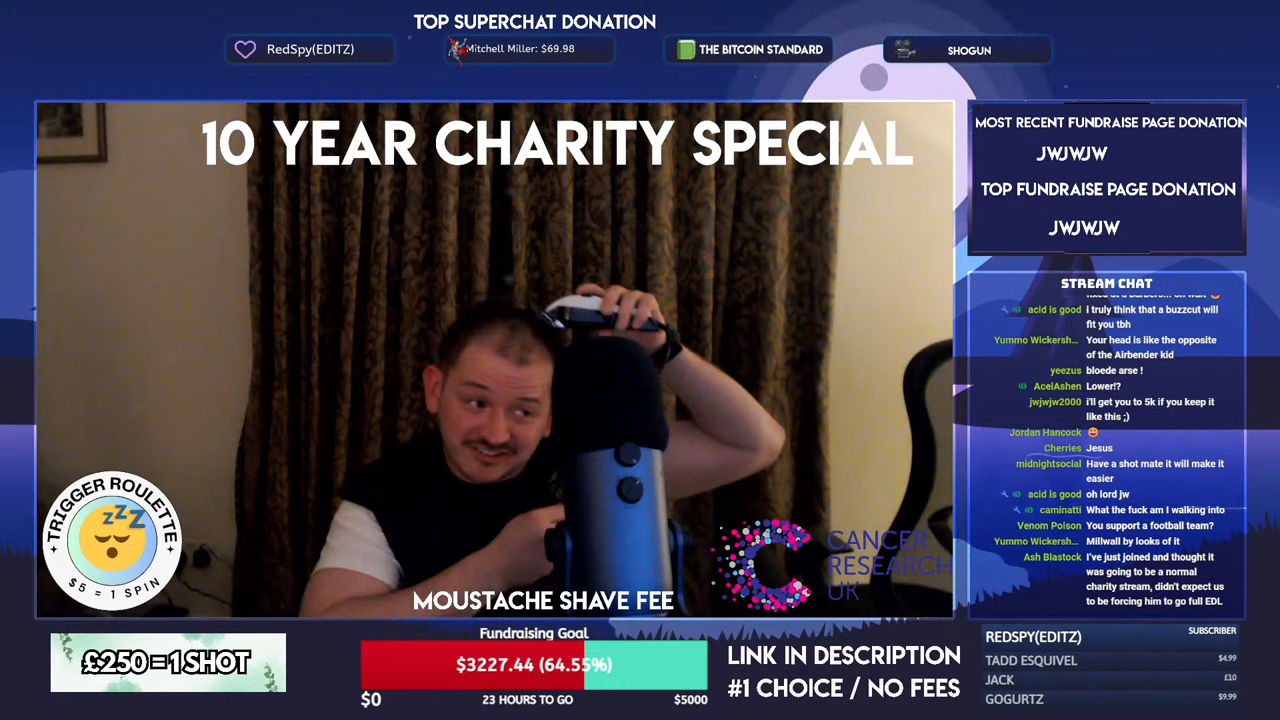 TOP SUPERCHAT DONATION
RedSpy(EDITZ)
Mitchell Miller: $69.98
THE BITCOIN STANDARD
SHOGUN
10 YEAR CHARITY SPECIAL
MOST RECENT FUNDRAISE PAGE DONATION
JWJWJW
TOP FUNDRAISE PAGE DONATION
JWJWJW
STREAM CHAT
acid is good I truly think that a buzzcut will
fit you tbh
Yummo Wickersh... Your head is like the opposite
of the Airbender kid
yeezus bloede arse !
AceiAshen Lower!?
jwjwjw2000 i'll get you to 5k if you keep it
like this ;)
Jordan Hancock 😆
Cherries Jesus
midnightsocial Have a shot mate it will make it
easier
acid is good oh lord jw
caminatti What the fuck am I walking into
Venom Poison You support a football team?
Yummo Wickersh... Millwall by looks of it
Ash Blastock I've just joined and thought it
was going to be a normal
charity stream, didn't expect us
to be forcing him to go full EDL
TRIGGER ROULETTE
zzz
$5 = 1 SPIN
CANCER
RESEARCH
UK
MOUSTACHE SHAVE FEE
£250 = 1 SHOT
Fundraising Goal
$3227.44 (64.55%)
$0
23 HOURS TO GO
$5000
LINK IN DESCRIPTION
#1 CHOICE / NO FEES
REDSPY(EDITZ) SUBSCRIBER
TADD ESQUIVEL $4.99
JACK £10
GOGURTZ $9.99